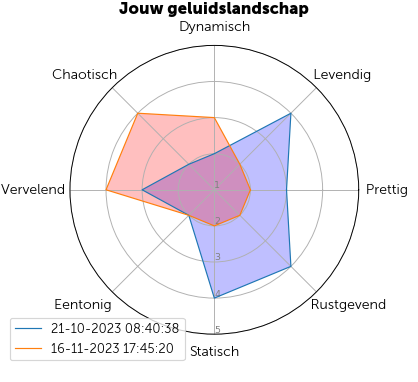 Jouw geluidslandschap
Dynamisch
Chaotisch
Levendig
Vervelend
1
Prettig
2
3
4
Eentonig
Rustgevend
5
Statisch
21-10-2023 08:40:38
16-11-2023 17:45:20